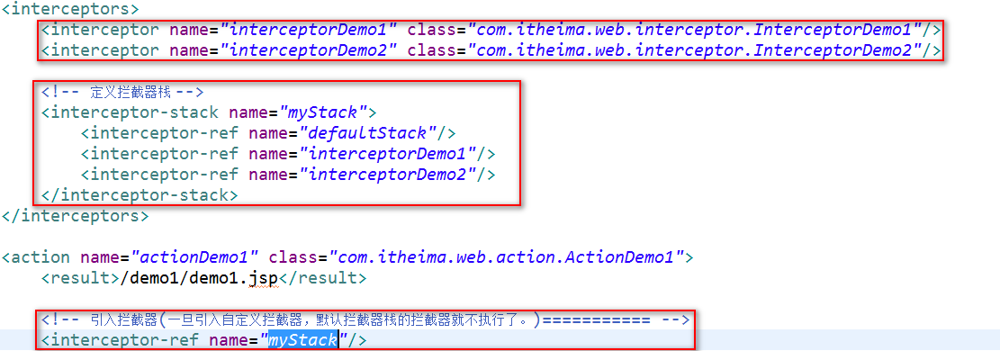 <interceptors>
<interceptor name="interceptorDemo1" class="com.itheima.web.interceptor.InterceptorDemo1"/>
<interceptor name="interceptorDemo2" class="com.itheima.web.interceptor.InterceptorDemo2"/>
<!-- 定义拦截器栈 -->
<interceptor-stack name="myStack">
<interceptor-ref name="defaultStack"/>
<interceptor-ref name="interceptorDemo1"/>
<interceptor-ref name="interceptorDemo2"/>
</interceptor-stack>
</interceptors>
<action name="actionDemo1" class="com.itheima.web.action.ActionDemo1">
<result>/demo1/demo1.jsp</result>
<!-- 引入拦截器(一旦引入自定义拦截器，默认拦截器栈的拦截器就不执行了。)=========== -->
<interceptor-ref name="myStack"/>